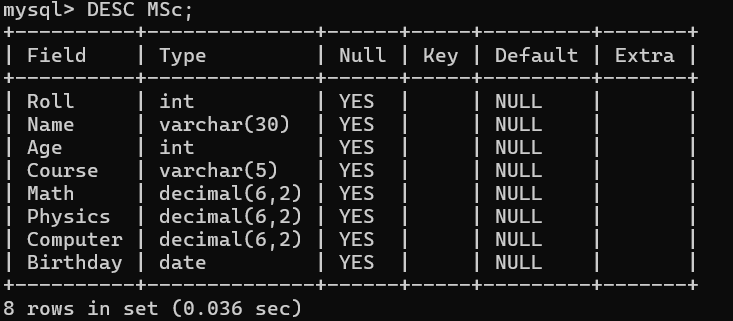 mysql> DESC MSc;
+----------+--------------+------+-----+---------+-------+
| Field    | Type         | Null | Key | Default | Extra |
+----------+--------------+------+-----+---------+-------+
| Roll     | int          | YES  |     | NULL    |       |
| Name     | varchar(30)  | YES  |     | NULL    |       |
| Age      | int          | YES  |     | NULL    |       |
| Course   | varchar(5)   | YES  |     | NULL    |       |
| Math     | decimal(6,2) | YES  |     | NULL    |       |
| Physics  | decimal(6,2) | YES  |     | NULL    |       |
| Computer | decimal(6,2) | YES  |     | NULL    |       |
| Birthday | date         | YES  |     | NULL    |       |
+----------+--------------+------+-----+---------+-------+
8 rows in set (0.036 sec)